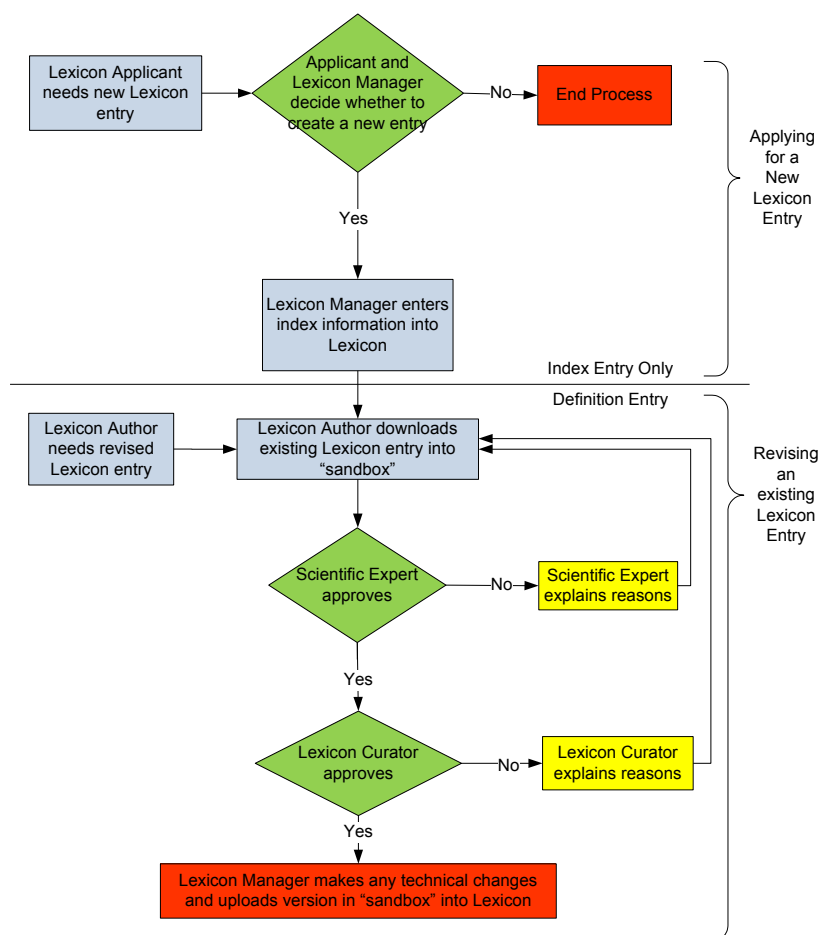 Lexicon Applicant
needs new Lexicon
entry
Applicant and
Lexicon Manager
decide whether to
create a new entry
No
End Process
Applying
for a
New
Lexicon
Entry
Yes
Lexicon Manager enters
index information into
Lexicon
Index Entry Only
Definition Entry
Lexicon Author
needs revised
Lexicon entry
Lexicon Author downloads
existing Lexicon entry into
“sandbox”
Revising
an
existing
Lexicon
Entry
Scientific Expert
approves
No
Scientific Expert
explains reasons
Yes
Lexicon Curator
approves
No
Lexicon Curator
explains reasons
Yes
Lexicon Manager makes any technical changes
and uploads version in “sandbox” into Lexicon